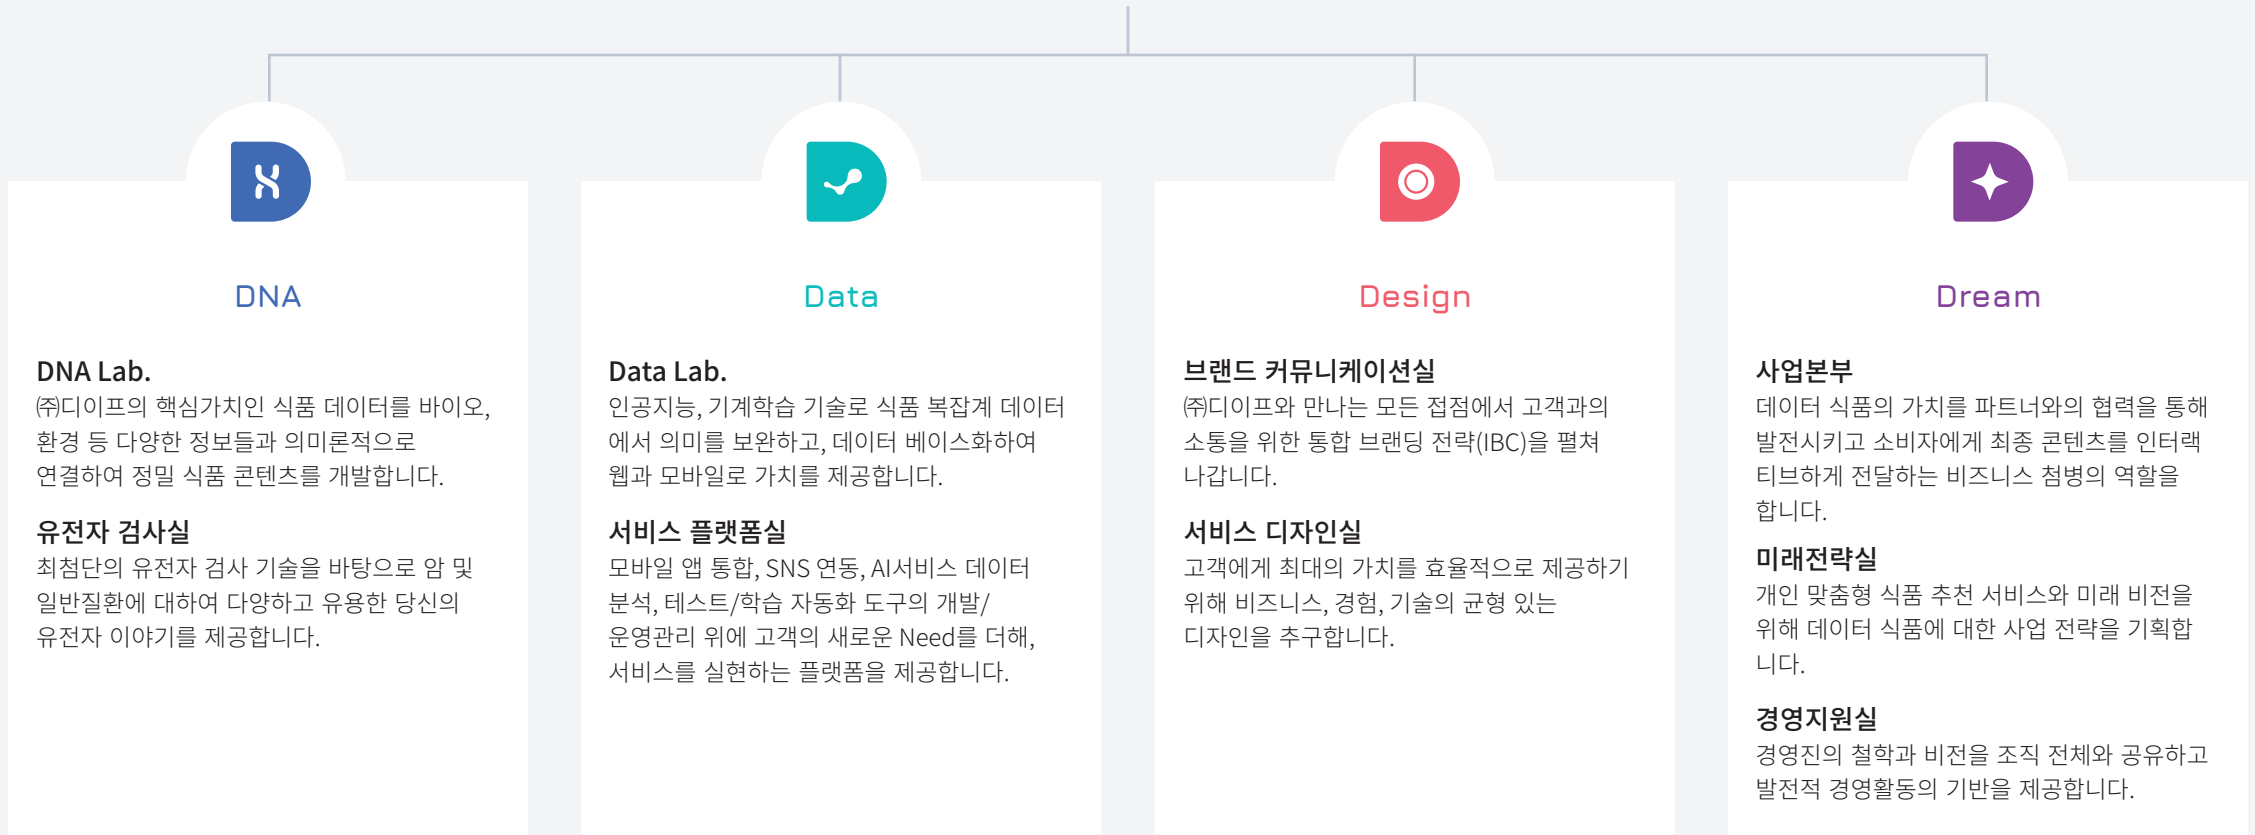 DNA
DNA Lab.
㈜디이프의 핵심가치인 식품 데이터를 바이오,
환경 등 다양한 정보들과 의미론적으로
연결하여 정밀 식품 콘텐츠를 개발합니다.
유전자 검사실
최첨단의 유전자 검사 기술을 바탕으로 암 및
일반질환에 대하여 다양하고 유용한 당신의
유전자 이야기를 제공합니다.
Data
Data Lab.
인공지능, 기계학습 기술로 식품 복잡계 데이터
에서 의미를 보완하고, 데이터 베이스화하여
웹과 모바일로 가치를 제공합니다.
서비스 플랫폼실
모바일 앱 통합, SNS 연동, AI서비스 데이터
분석, 테스트/학습 자동화 도구의 개발/
운영관리 위에 고객의 새로운 Need를 더해,
서비스를 실현하는 플랫폼을 제공합니다.
Design
브랜드 커뮤니케이션실
㈜디이프와 만나는 모든 접점에서 고객과의
소통을 위한 통합 브랜딩 전략(IBC)을 펼쳐
나갑니다.
서비스 디자인실
고객에게 최대의 가치를 효율적으로 제공하기
위해 비즈니스, 경험, 기술의 균형 있는
디자인을 추구합니다.
Dream
사업본부
데이터 식품의 가치를 파트너와의 협력을 통해
발전시키고 소비자에게 최종 콘텐츠를 인터랙
티브하게 전달하는 비즈니스 첨병의 역할을
합니다.
미래전략실
개인 맞춤형 식품 추천 서비스와 미래 비전을
위해 데이터 식품에 대한 사업 전략을 기획합
니다.
경영지원실
경영진의 철학과 비전을 조직 전체와 공유하고
발전적 경영활동의 기반을 제공합니다.